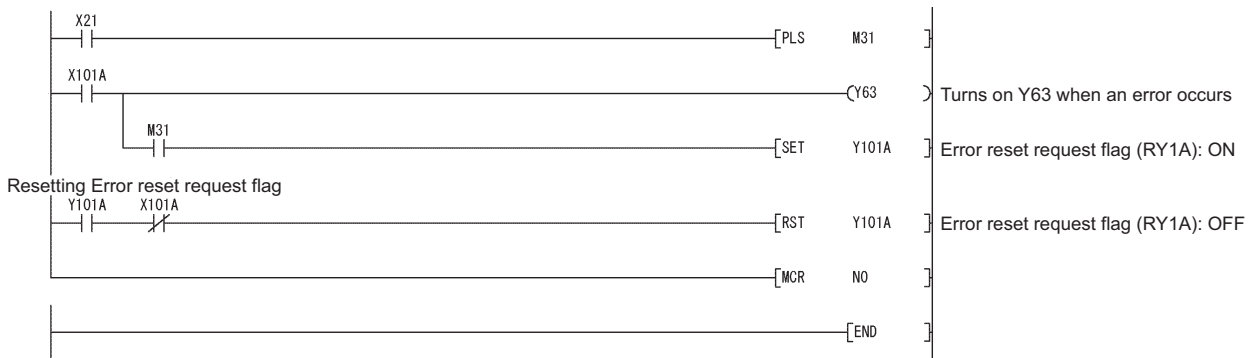 X21
PLS M31
X101A
Y63 Turns on Y63 when an error occurs
M31
SET Y101A Error reset request flag (RY1A): ON
Resetting Error reset request flag
Y101A X101A
RST Y101A Error reset request flag (RY1A): OFF
MCR N0
END